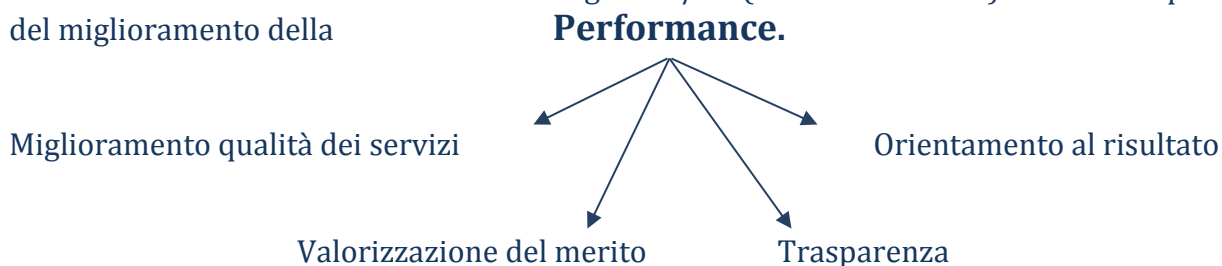 del miglioramento della Performance.
Miglioramento qualità dei servizi Orientamento al risultato
Valorizzazione del merito Trasparenza